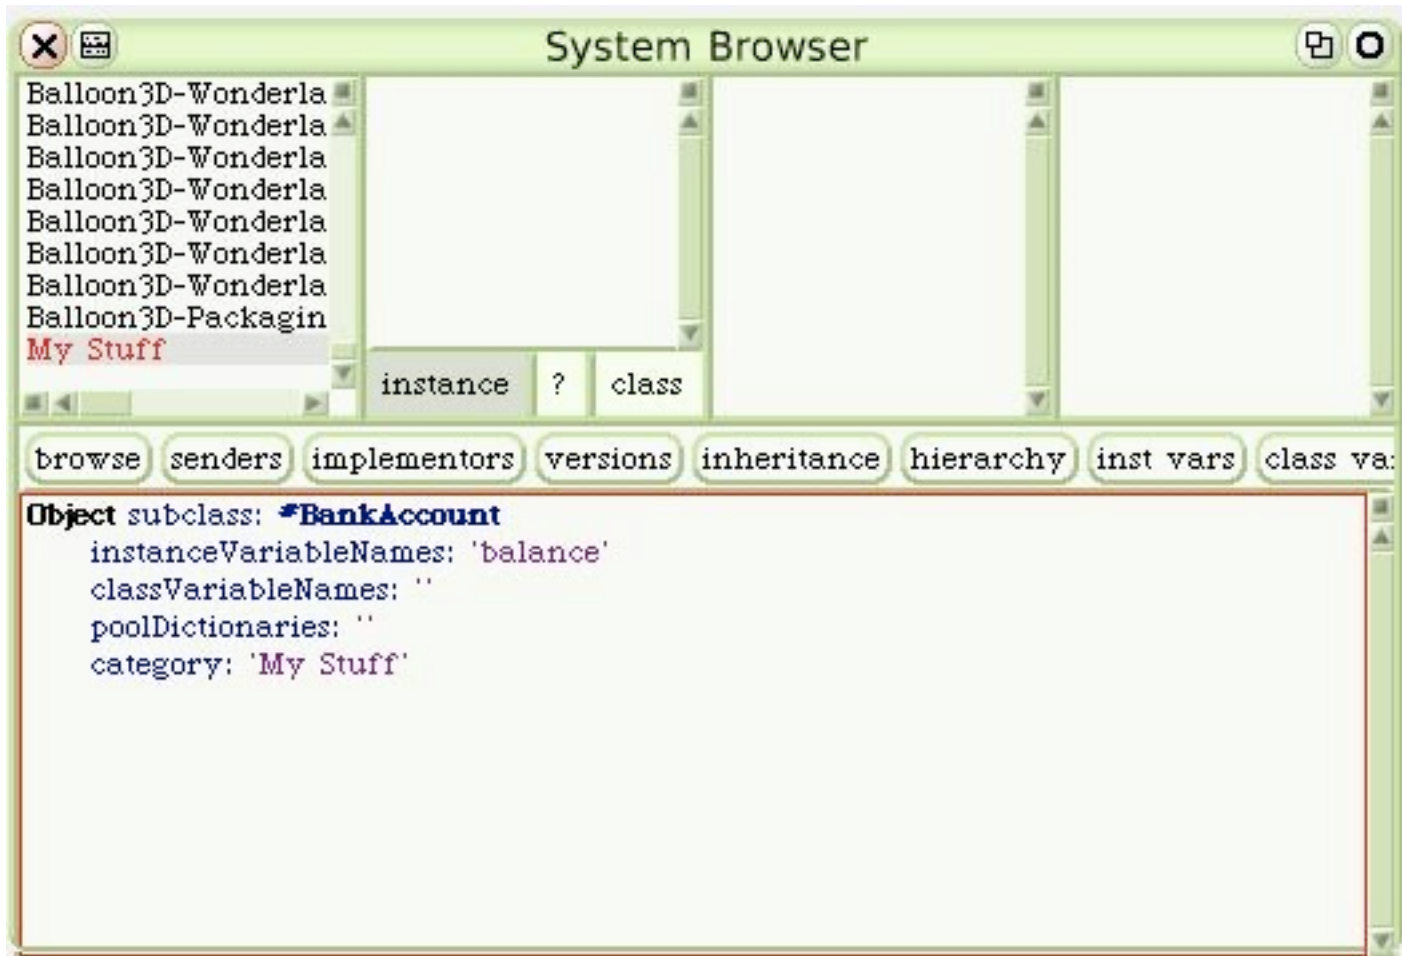 System Browser
Balloon3D-Wonderla
Balloon3D-Wonderla
Balloon3D-Wonderla
Balloon3D-Wonderla
Balloon3D-Wonderla
Balloon3D-Wonderla
Balloon3D-Wonderla
Balloon3D-Packagin
My Stuff
instance ? class
browse senders implementors versions inheritance hierarchy inst vars class va
Object subclass: #BankAccount
instanceVariableNames: 'balance'
classVariableNames: ''
poolDictionaries: ''
category: 'My Stuff'